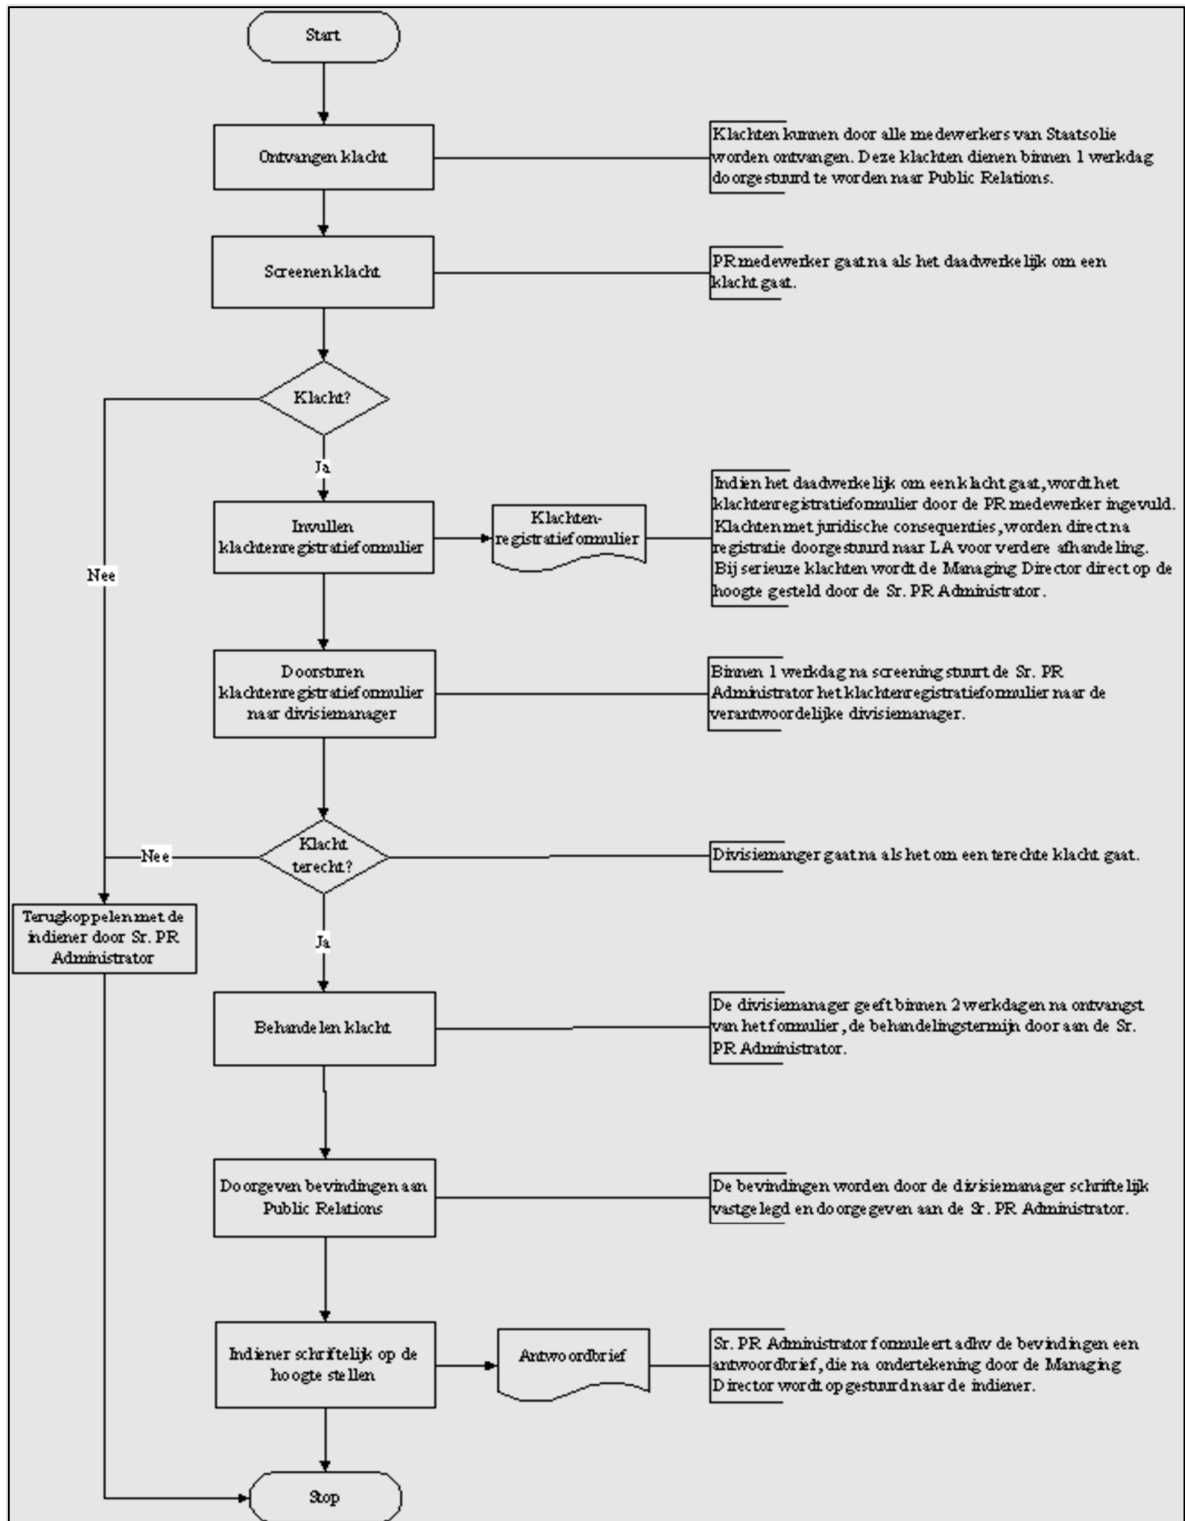 Start
Ontvangen klacht
Klachten kunnen door alle medewerkers van Staatsolie
worden ontvangen. Deze klachten dienen binnen 1 werkdag
doorgestuurd te worden naar Public Relations.
Screenen klacht
PR medewerker gaat na als het daadwerkelijk om een
klacht gaat.
Klacht?
Ja
Nee
Invullen
klachtenregistratieformulier
Klachten-
registratieformulier
Indien het daadwerkelijk om een klacht gaat, wordt het
klachtenregistratieformulier door de PR medewerker ingevuld.
Klachten met juridische consequenties, worden direct na
registratie doorgestuurd naar LA voor verdere afhandeling.
Bij serieuze klachten wordt de Managing Director direct op de
hoogte gesteld door de Sr. PR Administrator.
Doorsturen
klachtenregistratieformulier
naar divisiemanager
Binnen 1 werkdag na screening stuurt de Sr. PR
Administrator het klachtenregistratieformulier naar de
verantwoordelijke divisiemanager.
Klacht
terecht?
Nee
Divisiemanger gaat na als het om een terechte klacht gaat.
Terugkoppelen met de
indiener door Sr. PR
Administrator
Ja
Behandelen klacht
De divisiemanager geeft binnen 2 werkdagen na ontvangst
van het formulier, de behandelingstermijn door aan de Sr.
PR Administrator.
Doorgeven bevindingen aan
Public Relations
De bevindingen worden door de divisiemanager schriftelijk
vastgelegd en doorgegeven aan de Sr. PR Administrator.
Indiener schriftelijk op de
hoogte stellen
Antwoordbrief
Sr. PR Administrator formuleert adhv de bevindingen een
antwoordbrief, die na ondertekening door de Managing
Director wordt opgestuurd naar de indiener.
Stop